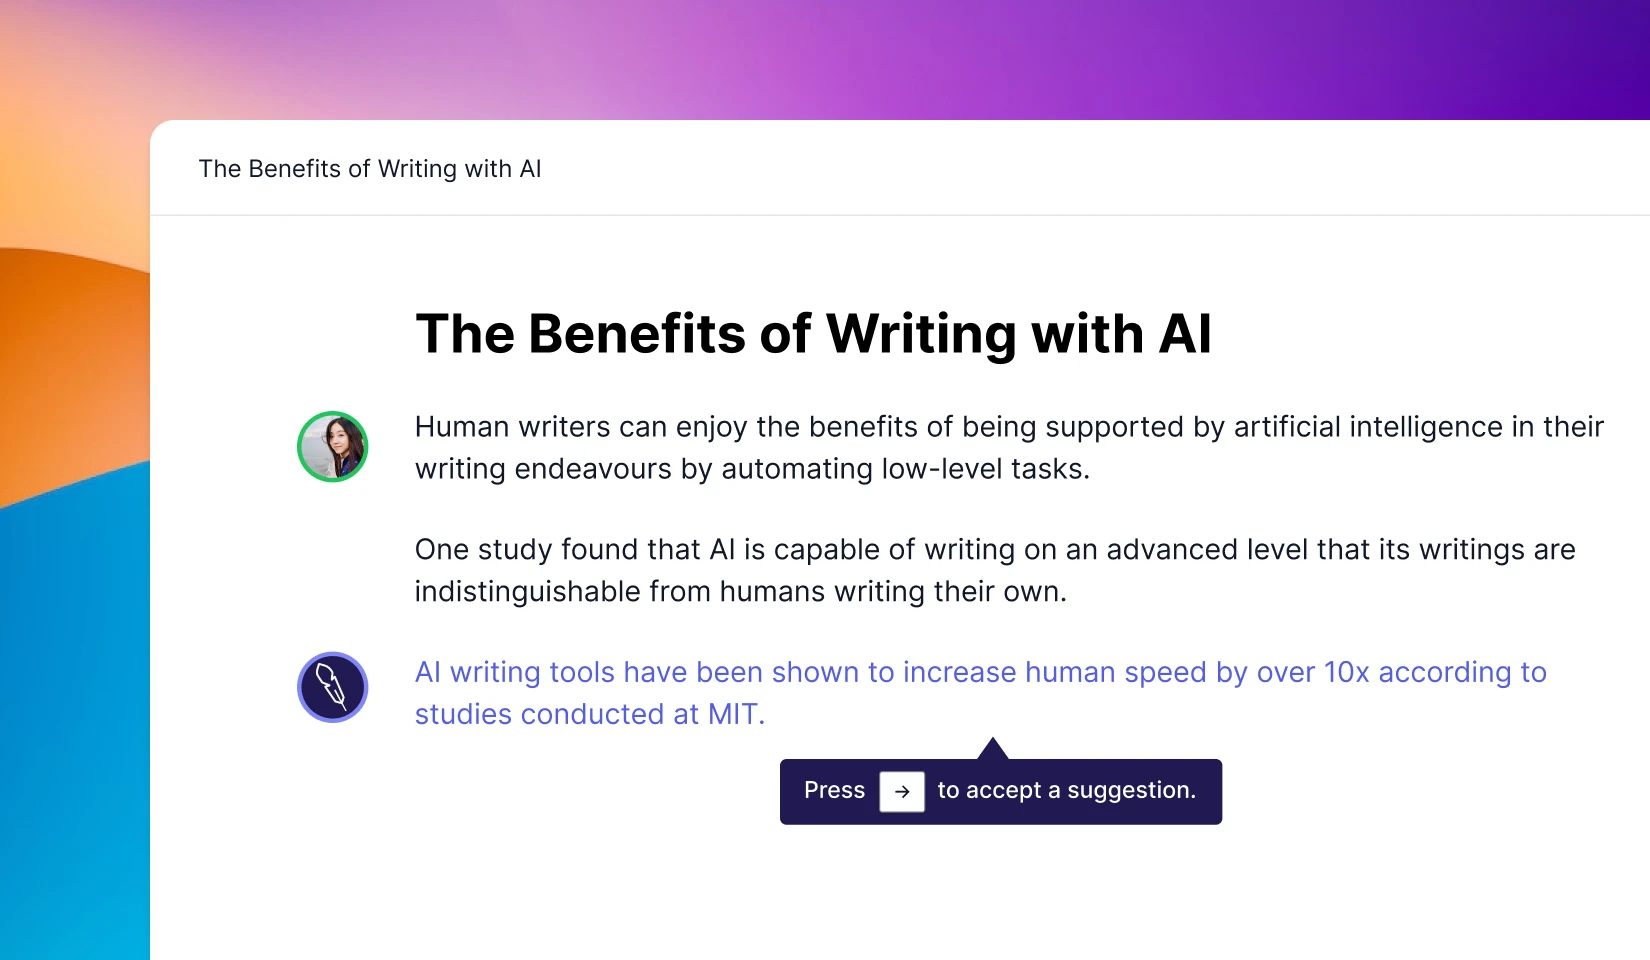 The Benefits of Writing with AI
The Benefits of Writing with AI
Human writers can enjoy the benefits of being supported by artificial intelligence in their
writing endeavours by automating low-level tasks.
One study found that AI is capable of writing on an advanced level that its writings are
indistinguishable from humans writing their own.
AI writing tools have been shown to increase human speed by over 10x according to
studies conducted at MIT.
Press → to accept a suggestion.